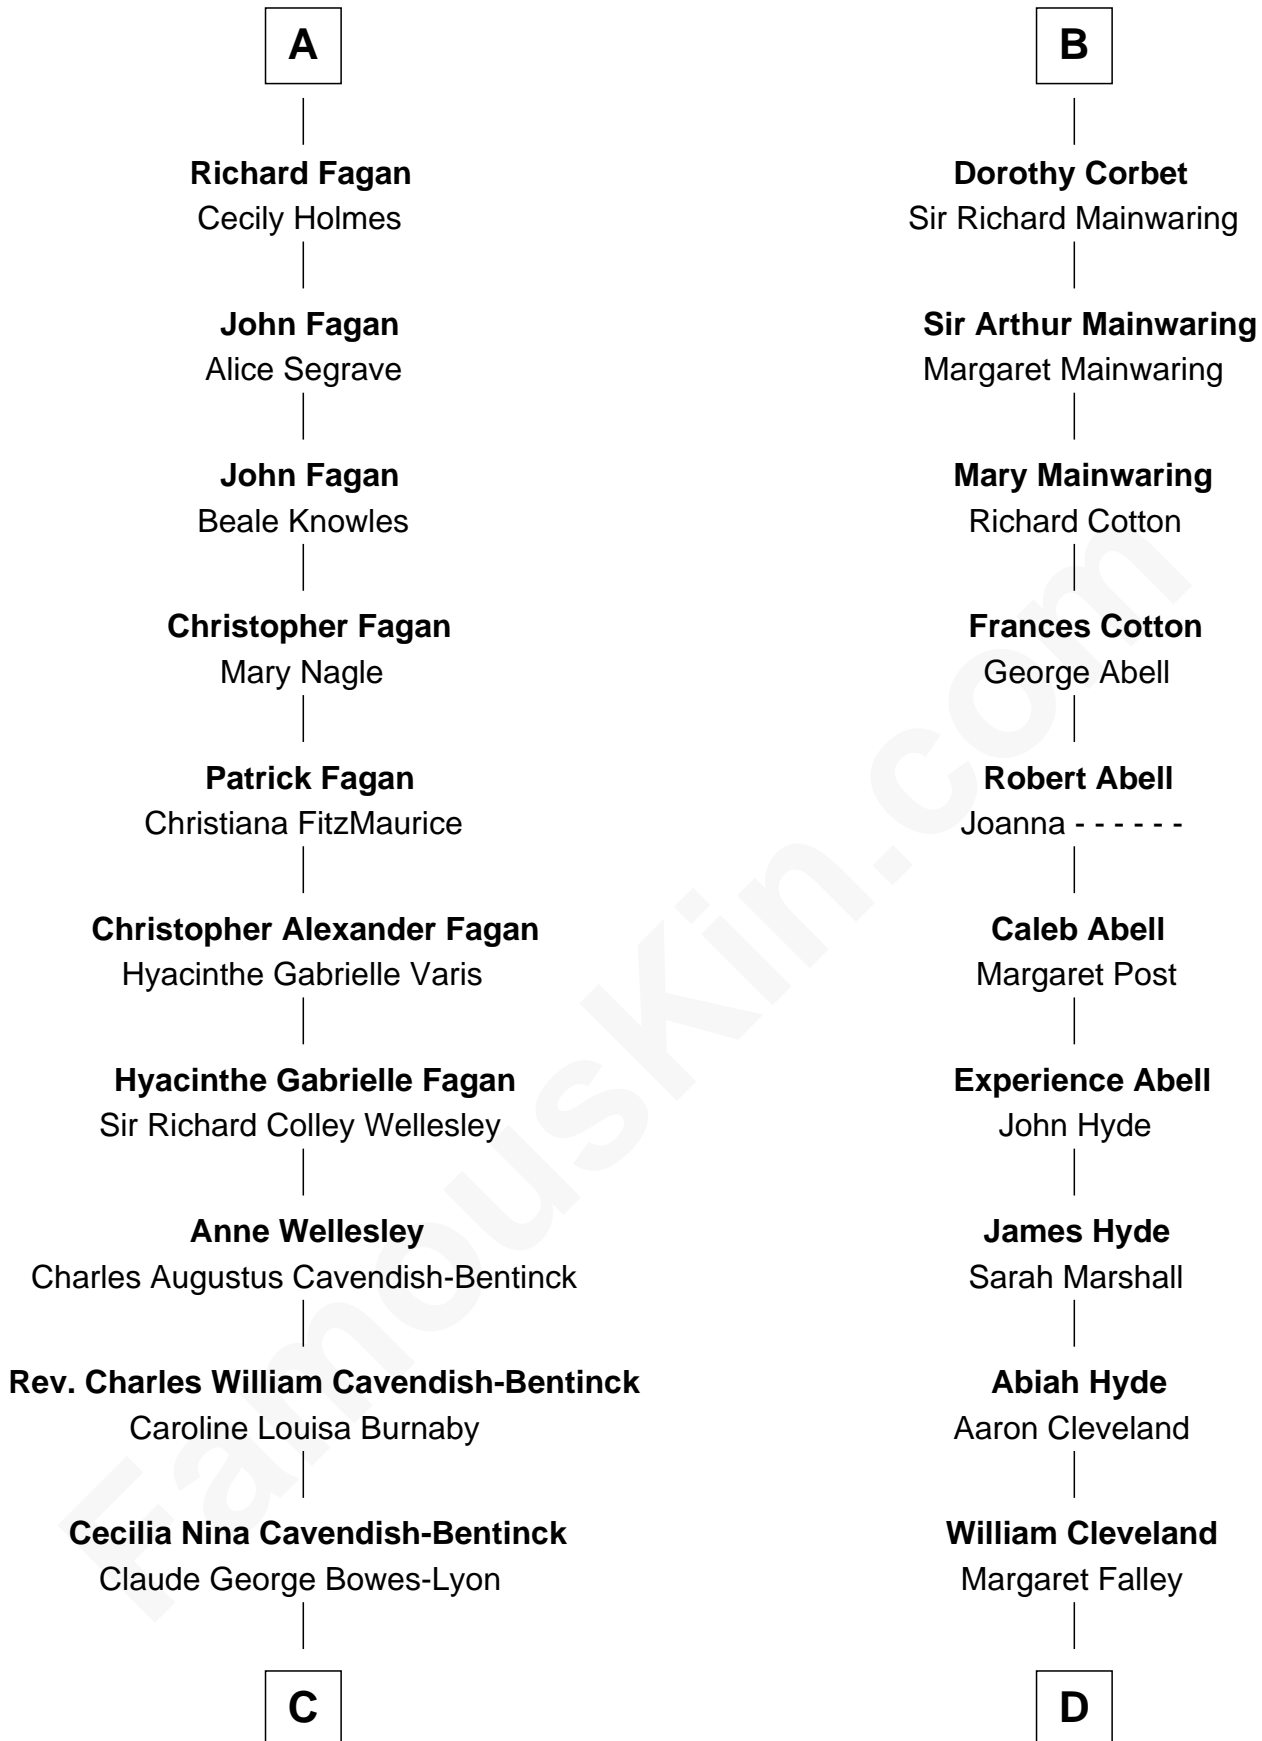 A
Richard Fagan
Cecily Holmes
John Fagan
Alice Segrave
John Fagan
Beale Knowles
Christopher Fagan
Mary Nagle
Patrick Fagan
Christiana FitzMaurice
Christopher Alexander Fagan
Hyacinthe Gabrielle Varis
Hyacinthe Gabrielle Fagan
Sir Richard Colley Wellesley
Anne Wellesley
Charles Augustus Cavendish-Bentinck
Rev. Charles William Cavendish-Bentinck
Caroline Louisa Burnaby
Cecilia Nina Cavendish-Bentinck
Claude George Bowes-Lyon
C
B
Dorothy Corbet
Sir Richard Mainwaring
Sir Arthur Mainwaring
Margaret Mainwaring
Mary Mainwaring
Richard Cotton
Frances Cotton
George Abell
Robert Abell
Joanna - - - - - -
Caleb Abell
Margaret Post
Experience Abell
John Hyde
James Hyde
Sarah Marshall
Abiah Hyde
Aaron Cleveland
William Cleveland
Margaret Falley
D
FamousKin.com